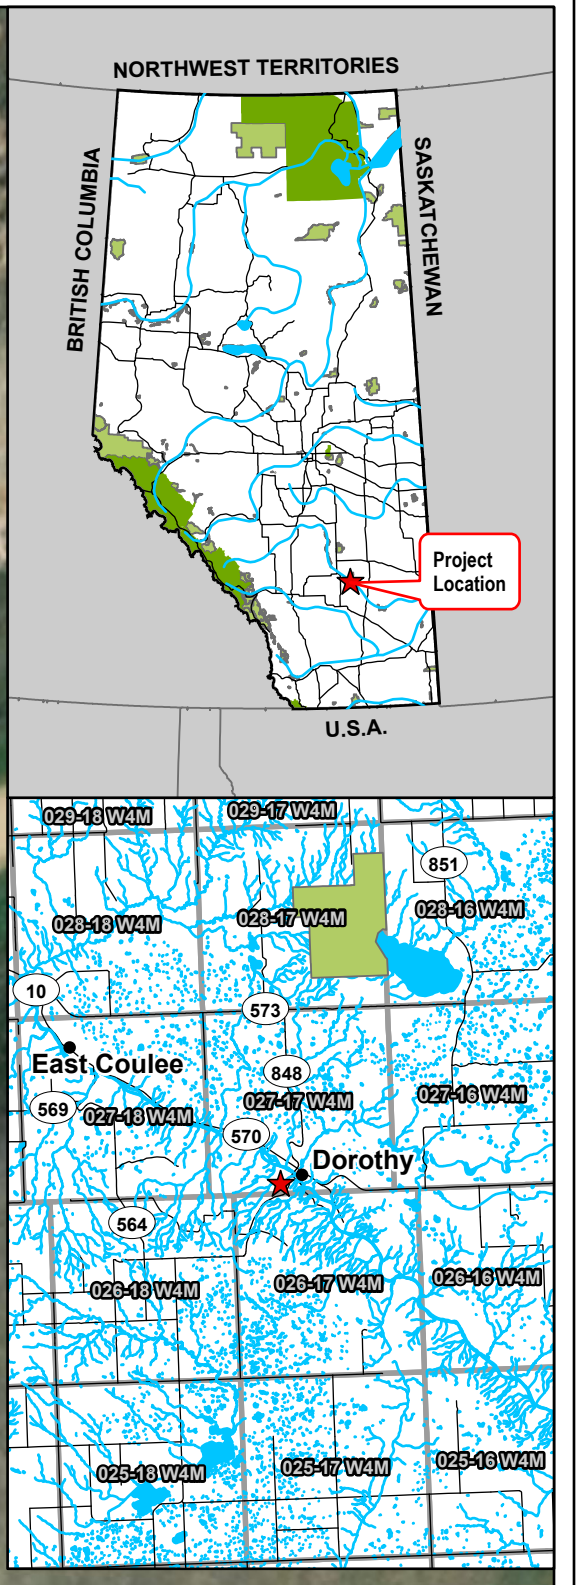 NORTHWEST TERRITORIES
BRITISH COLUMBIA
SASKATCHEWAN
Project
Location
U.S.A.
029-18 W4M
029-17 W4M
851
028-18 W4M
028-17 W4M
028-16 W4M
10
573
East Coulee
848
569
027-18 W4M
027-17 W4M
027-16 W4M
570
Dorothy
564
026-18 W4M
026-17 W4M
026-16 W4M
025-18 W4M
025-17 W4M
025-16 W4M